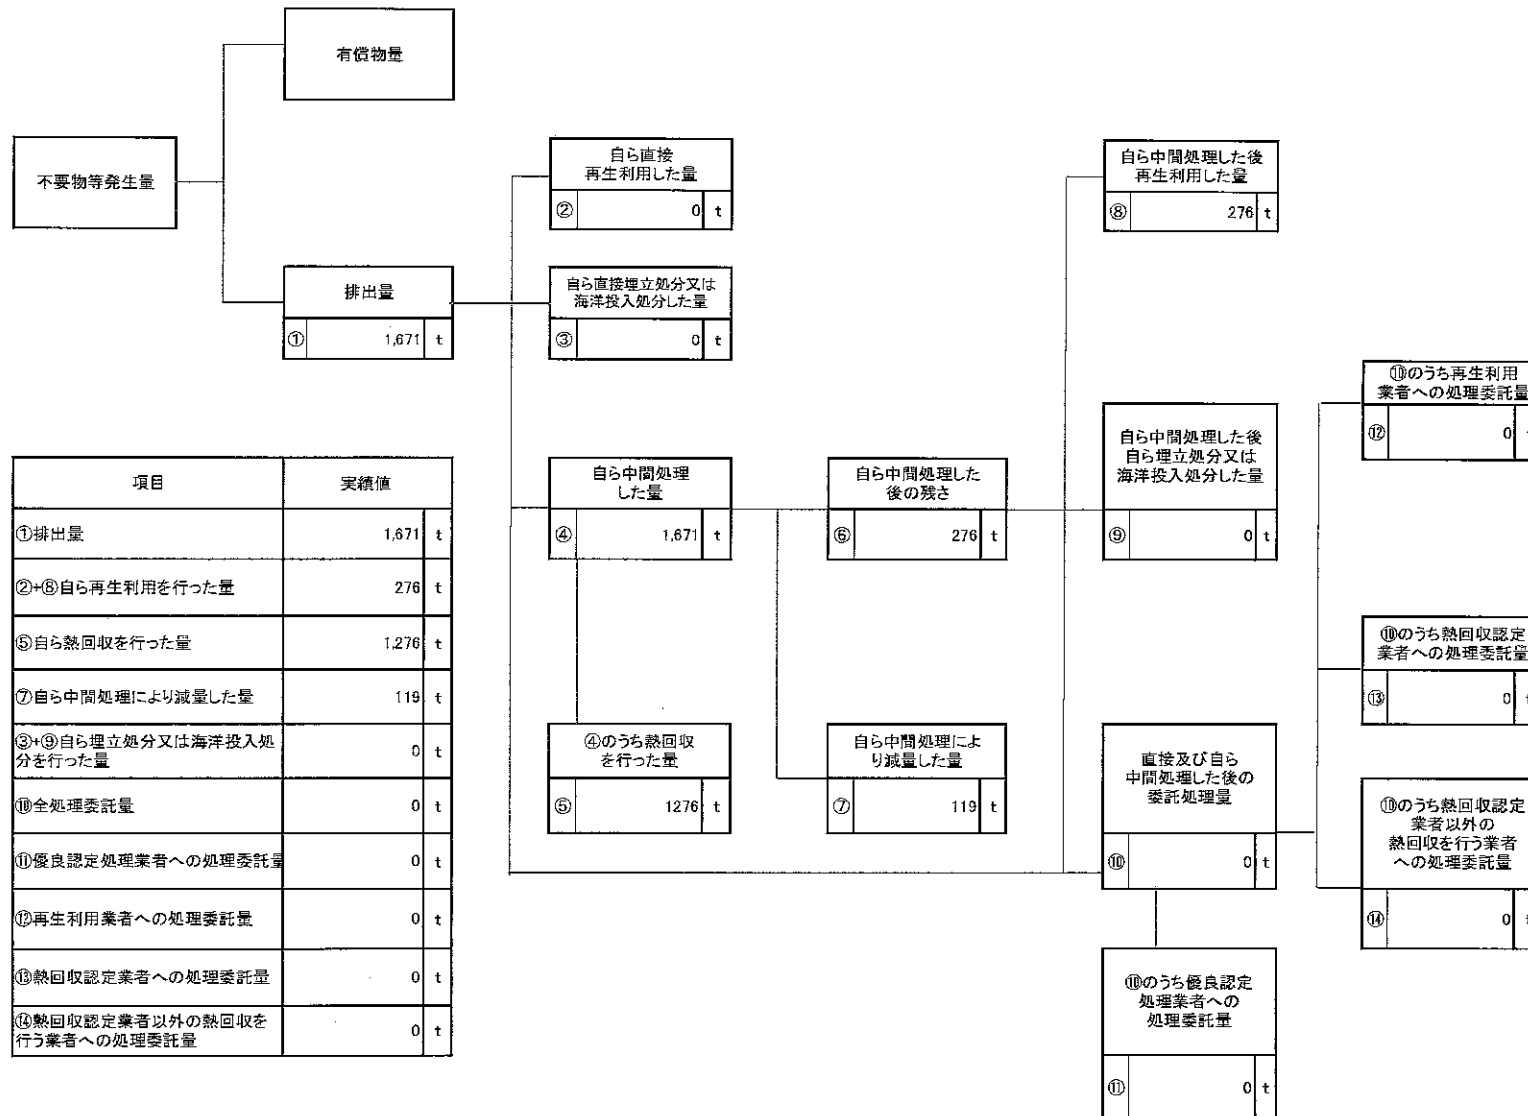 有償物量
不要物等発生量
排出量
① 1,671 t
自ら直接
再生利用した量
② 0 t
自ら直接埋立処分又は
海洋投入処分した量
③ 0 t
自ら中間処理
した量
④ 1,671 t
④のうち熱回収
を行った量
⑤ 1276 t
自ら中間処理した
後の残さ
⑥ 276 t
自ら中間処理によ
り減量した量
⑦ 119 t
自ら中間処理した後
再生利用した量
⑧ 276 t
自ら中間処理した後
自ら埋立処分又は
海洋投入処分した量
⑨ 0 t
直接及び自ら
中間処理した後の
委託処理量
⑩ 0 t
⑩のうち優良認定
処理業者への
処理委託量
⑪ 0 t
⑩のうち再生利用
業者への処理委託量
⑫ 0 t
⑩のうち熱回収認定
業者への処理委託量
⑬ 0 t
⑩のうち熱回収認定
業者以外の
熱回収を行う業者
への処理委託量
⑭ 0 t
項目 実績値
①排出量 1,671 t
②+⑧自ら再生利用を行った量 276 t
⑤自ら熱回収を行った量 1,276 t
⑦自ら中間処理により減量した量 119 t
③+⑨自ら埋立処分又は海洋投入処
分を行った量 0 t
⑩全処理委託量 0 t
⑪優良認定処理業者への処理委託量 0 t
⑫再生利用業者への処理委託量 0 t
⑬熱回収認定業者への処理委託量 0 t
⑭熱回収認定業者以外の熱回収を
行う業者への処理委託量 0 t